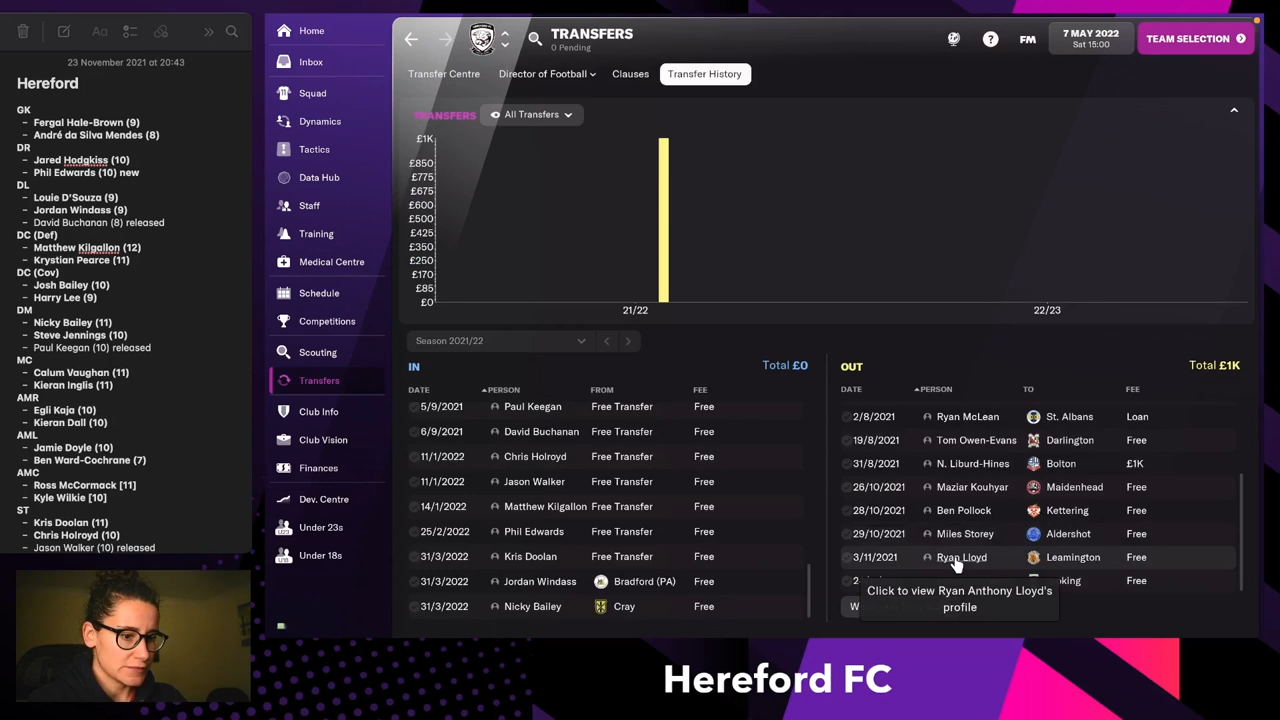 23 November 2021 at 20:43
Hereford
GK
– Fergal Hale-Brown (9)
– André da Silva Mendes (8)
DR
– Jared Hodgkiss (10)
– Phil Edwards (10) new
DL
– Louie D'Souza (9)
– Jordan Windass (9)
– David Buchanan (8) released
DC (Def)
– Matthew Kilgallon (12)
– Krystian Pearce (11)
DC (Cov)
– Josh Bailey (10)
– Harry Lee (9)
DM
– Nicky Bailey (11)
– Steve Jennings (10)
– Paul Keegan (10) released
MC
– Calum Vaughan (11)
– Kieran Inglis (11)
AMR
– Egli Kaja (10)
– Kieran Dall (10)
AML
– Jamie Doyle (10)
– Ben Ward-Cochrane (7)
AMC
– Ross McCormack [11]
– Kyle Wilkie [10]
ST
– Kris Doolan (11)
– Chris Holroyd (10)
– Jason Walker (10) released
Home
Inbox
Squad
Dynamics
Tactics
Data Hub
Staff
Training
Medical Centre
Schedule
Competitions
Scouting
Transfers
Club Info
Club Vision
Finances
Dev. Centre
Under 23s
Under 18s
TRANSFERS
0 Pending
FM
7 MAY 2022
Sat 15:00
TEAM SELECTION
Transfer Centre Director of Football Clauses Transfer History
TRANSFERS All Transfers
£1K
£850
£775
£675
£600
£500
£425
£350
£250
£170
£85
£0
21/22 22/23
Season 2021/22
IN Total £0
DATE PERSON FROM FEE
5/9/2021 Paul Keegan Free Transfer Free
6/9/2021 David Buchanan Free Transfer Free
11/1/2022 Chris Holroyd Free Transfer Free
11/1/2022 Jason Walker Free Transfer Free
14/1/2022 Matthew Kilgallon Free Transfer Free
25/2/2022 Phil Edwards Free Transfer Free
31/3/2022 Kris Doolan Free Transfer Free
31/3/2022 Jordan Windass Bradford (PA) Free
31/3/2022 Nicky Bailey Cray Free
OUT Total £1K
DATE PERSON TO FEE
2/8/2021 Ryan McLean St. Albans Loan
19/8/2021 Tom Owen-Evans Darlington Free
31/8/2021 N. Liburd-Hines Bolton £1K
26/10/2021 Maziar Kouhyar Maidenhead Free
28/10/2021 Ben Pollock Kettering Free
29/10/2021 Miles Storey Aldershot Free
3/11/2021 Ryan Lloyd Leamington Free
Free
Click to view Ryan Anthony Lloyd's
profile
Hereford FC